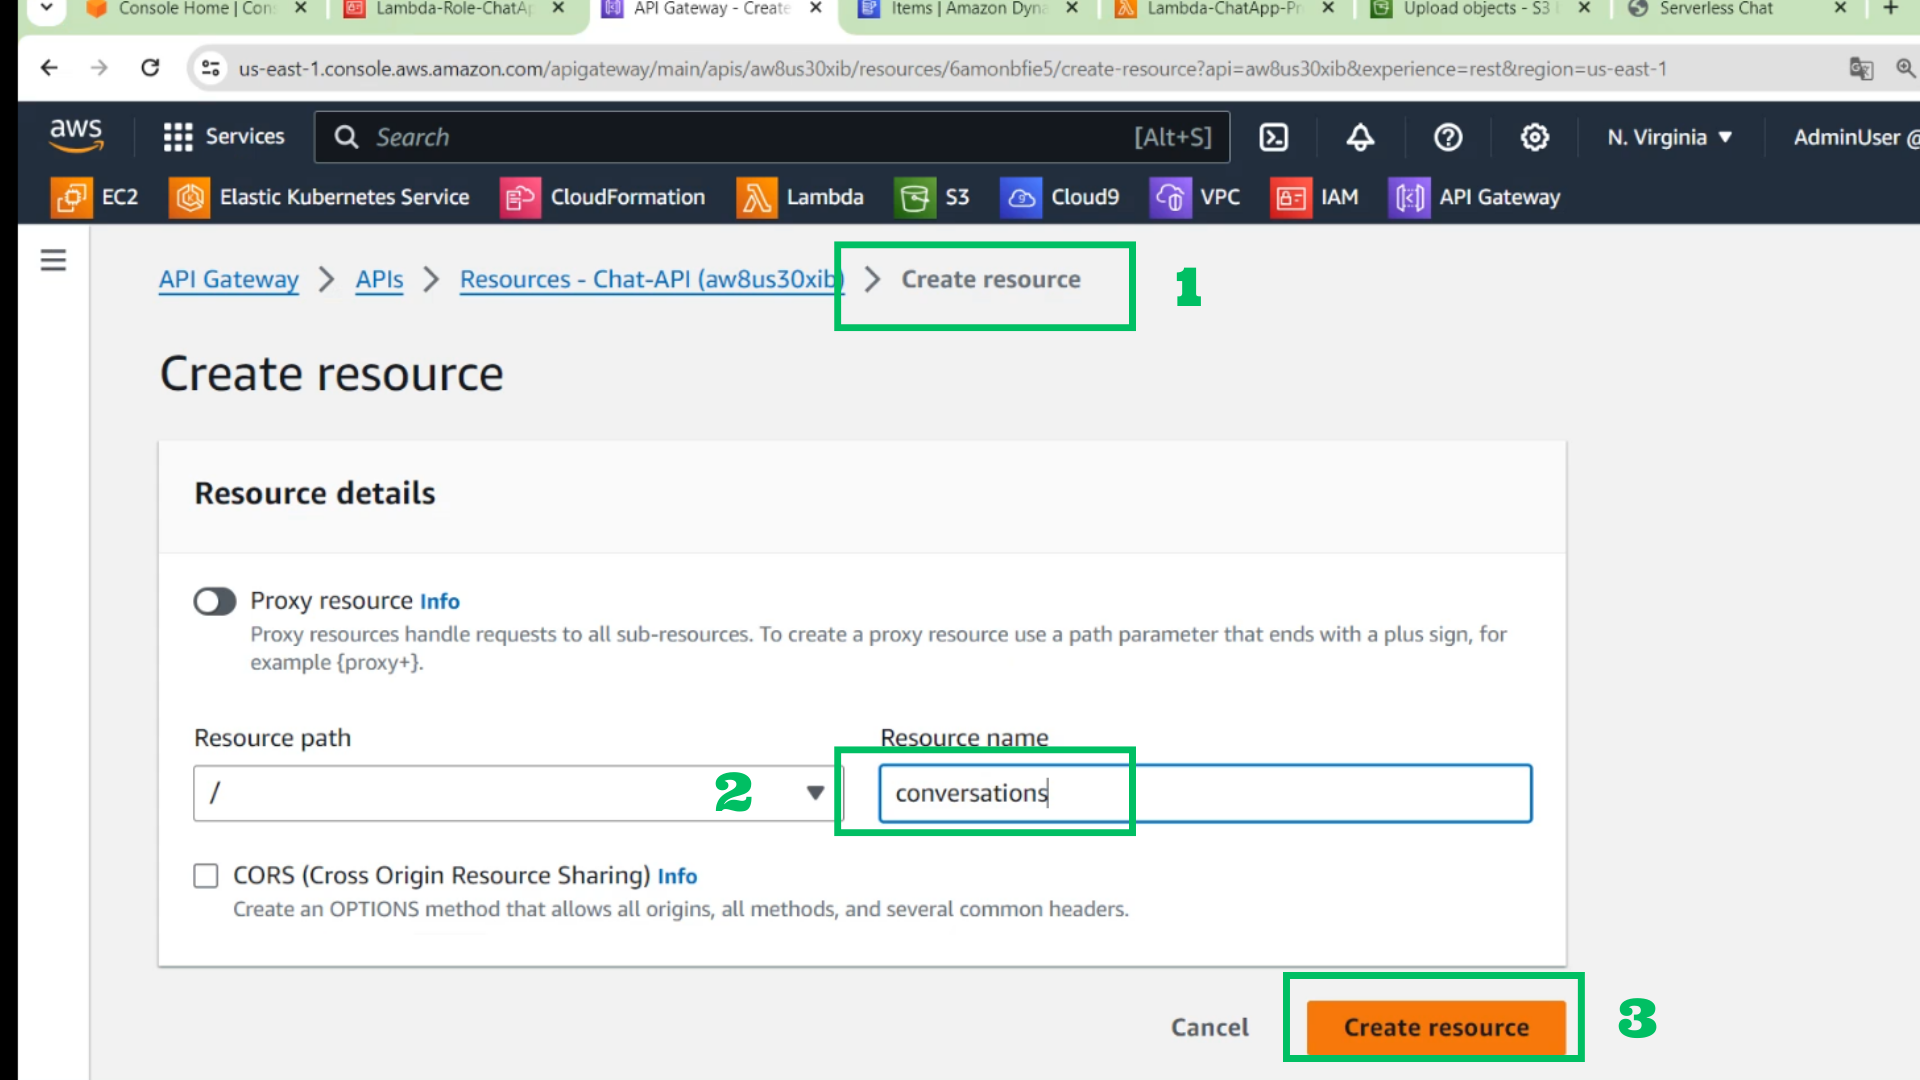 Console Home | Con
Lambda-Role-ChatAp
API Gateway - Create
Items | Amazon Dyna
Lambda-ChatApp-Pr
Upload objects - S3
Serverless Chat
us-east-1.console.aws.amazon.com/apigateway/main/apis/aw8us30xib/resources/6amonbfie5/create-resource?api=aw8us30xib&experience=rest&region=us-east-1
aws
Services
Search
[Alt+S]
N. Virginia
AdminUser @
EC2
Elastic Kubernetes Service
CloudFormation
Lambda
S3
Cloud9
VPC
IAM
API Gateway
API Gateway > APIs > Resources - Chat-API (aw8us30xib) > Create resource
1
Create resource
Resource details
Proxy resource Info
Proxy resources handle requests to all sub-resources. To create a proxy resource use a path parameter that ends with a plus sign, for
example {proxy+}.
Resource path
Resource name
/
2
conversations
CORS (Cross Origin Resource Sharing) Info
Create an OPTIONS method that allows all origins, all methods, and several common headers.
Cancel
Create resource
3